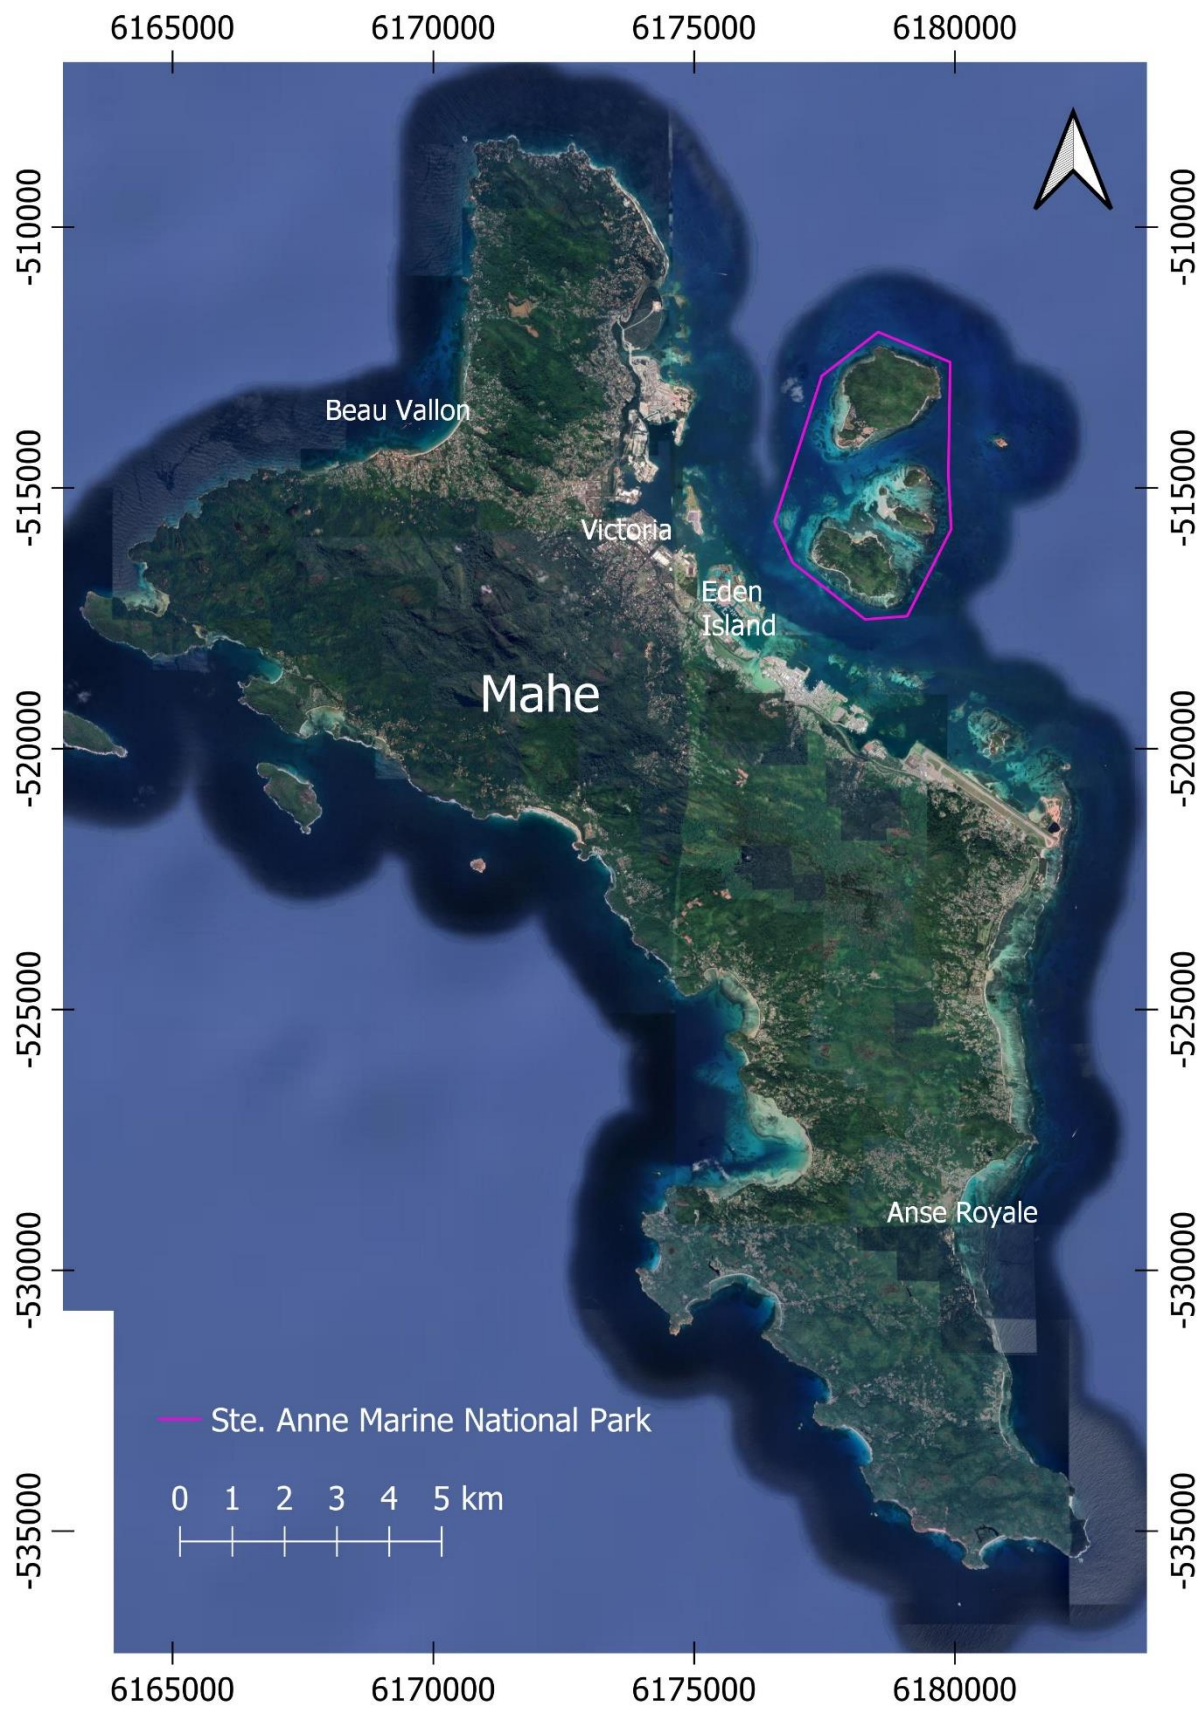 6165000 6170000 6175000 6180000
-510000 -510000
Beau Vallon
-515000 -515000
Victoria
Eden
Island
Mahe
-520000 -520000
-525000 -525000
Anse Royale
-530000 -530000
Ste. Anne Marine National Park
0 1 2 3 4 5 km
-535000 -535000
6165000 6170000 6175000 6180000